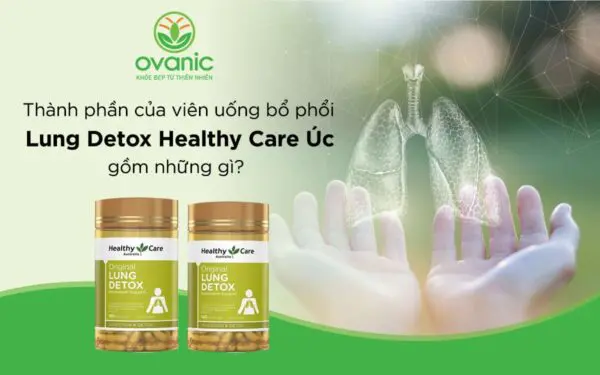 ovanic
KHỎE ĐẸP TỪ THIÊN NHIÊN
Thành phần của viên uống bổ phổi
Lung Detox Healthy Care Úc
gồm những gì?
Healthy Care
Australia
Original
LUNG
DETOX
Healthy Care
Australia
Original
LUNG
DETOX